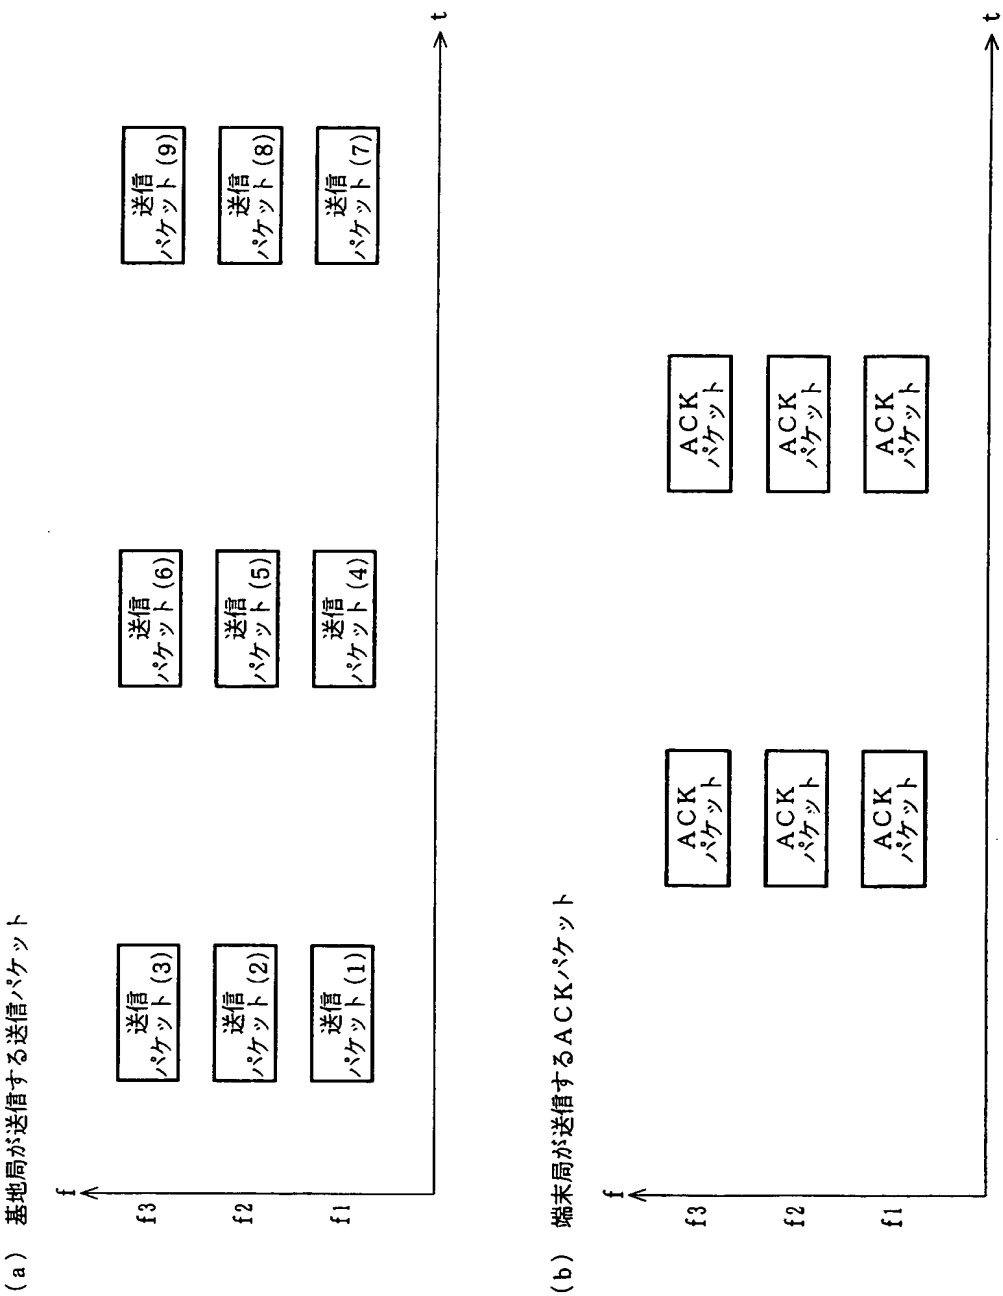 (a) 基地局が送信する送信パケット
f
f3
f2
f1
送信
パケット(3)
送信
パケット(6)
送信
パケット(9)
送信
パケット(2)
送信
パケット(5)
送信
パケット(8)
送信
パケット(1)
送信
パケット(4)
送信
パケット(7)
t
(b) 端末局が送信するACKパケット
f
f3
f2
f1
ACK
パケット
ACK
パケット
ACK
パケット
ACK
パケット
ACK
パケット
ACK
パケット
t